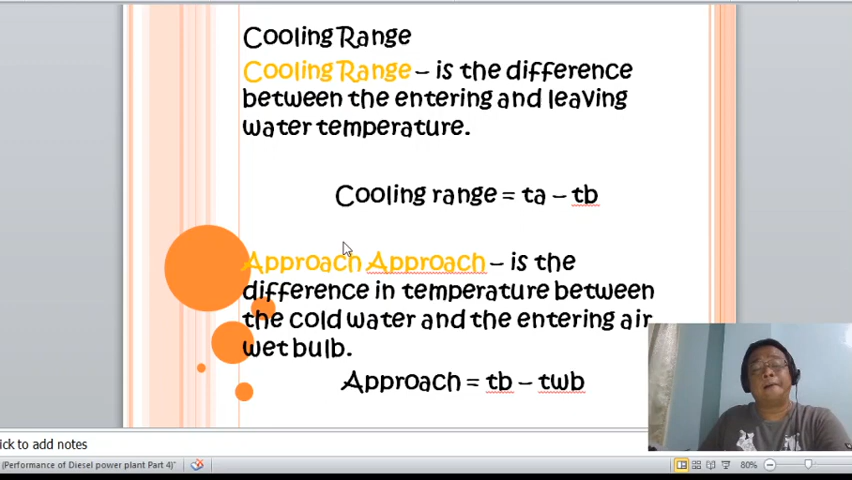 Cooling Range
Cooling Range – is the difference
between the entering and leaving
water temperature.
Cooling range = ta – tb
Approach Approach – is the
difference in temperature between
the cold water and the entering air
wet bulb.
Approach = tb – twb
ick to add notes
(Performance of Diesel power plant Part 4)"
80%